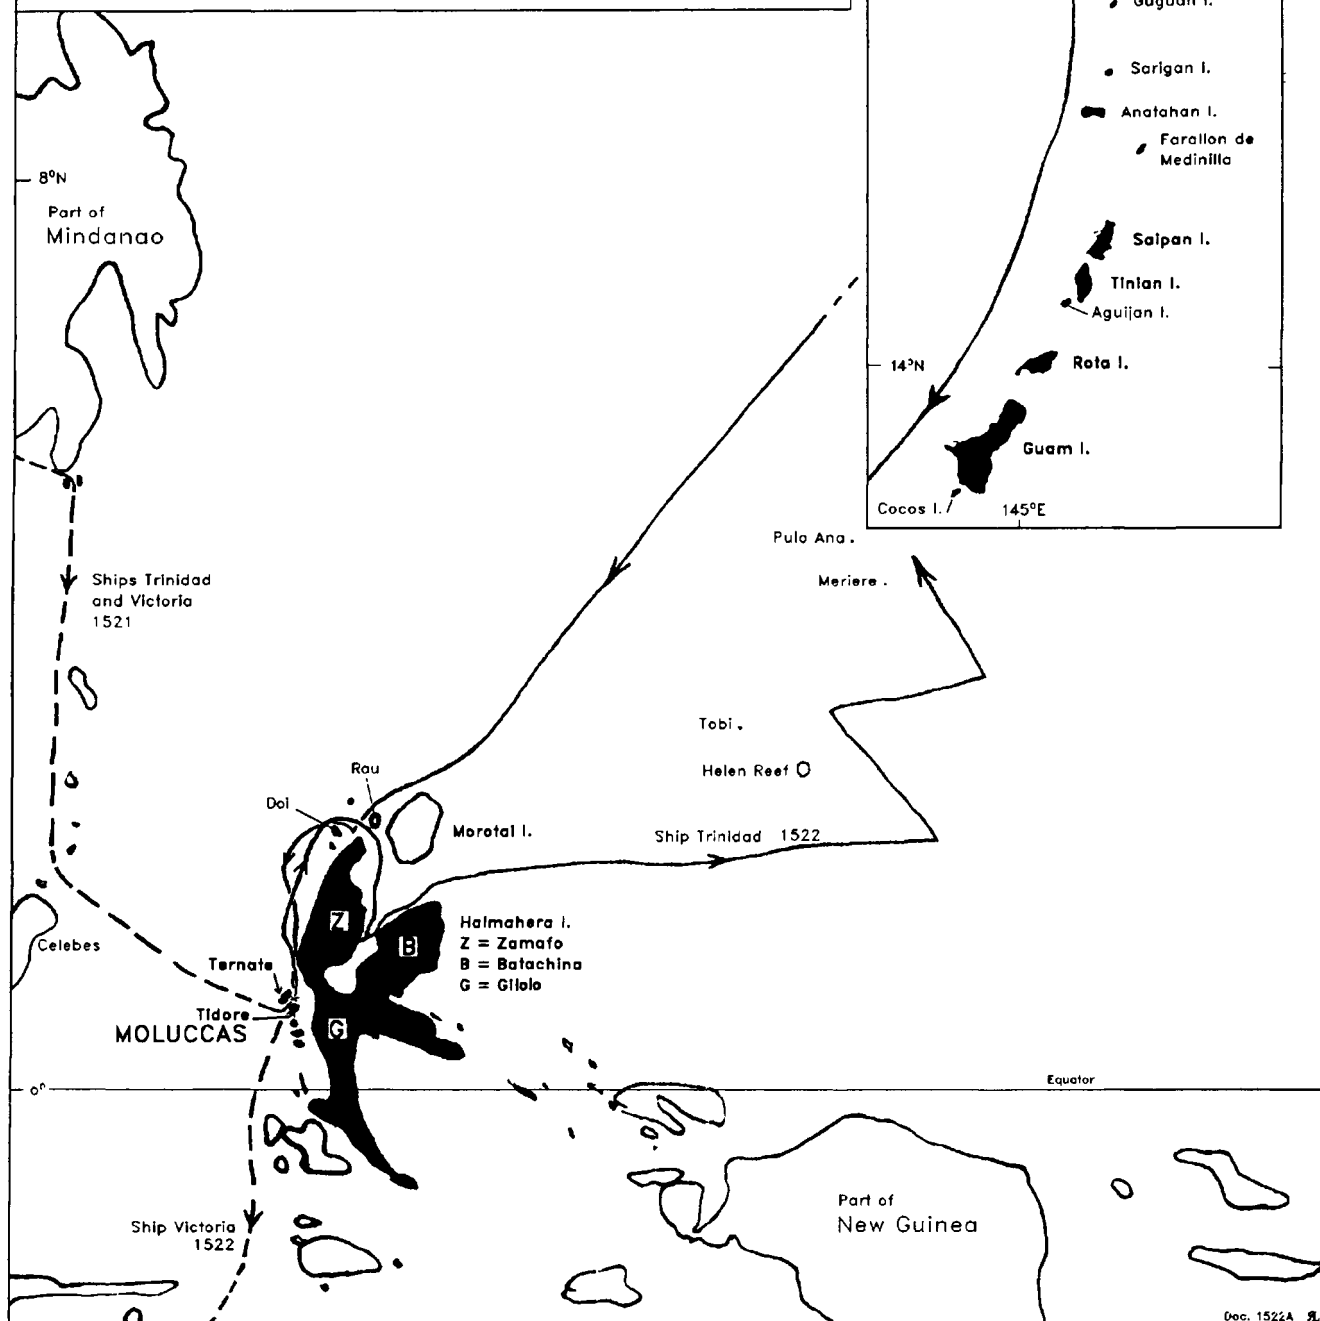 Guguan I.
Sarigan I.
Anatahan I.
Farallon de
Medinilla
8°N
Part of
Mindanao
Saipan I.
Tinian I.
Aguijan I.
14°N
Rota I.
Guam I.
Cocos I.
145°E
Pulo Ana
Meriere
Ships Trinidad
and Victoria
1521
Tobi
Helen Reef
Rau
Doi
Morotai I.
Ship Trinidad 1522
Z
B
Halmahera I.
Z = Zamafo
B = Batachina
G = Gilolo
Celebes
Ternate
Tidore
MOLUCCAS
G
0°
Equator
Part of
New Guinea
Ship Victoria
1522
Doc. 1522A